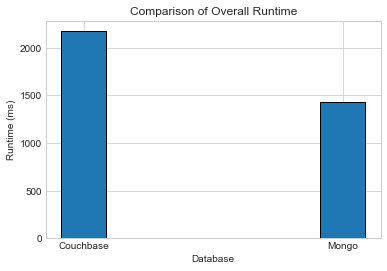 Comparison of Overall Runtime
Runtime (ms)
2000
1500
1000
500
0
Couchbase
Mongo
Database